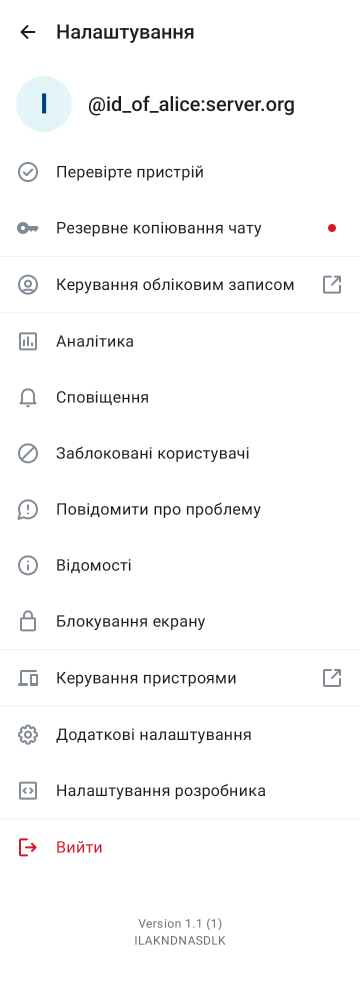 Налаштування
I
@id_of_alice:server.org
Перевірте пристрій
Резервне копіювання чату
Керування обліковим записом
Аналітика
Сповіщення
Заблоковані користувачі
Повідомити про проблему
Відомості
Блокування екрану
Керування пристроями
Додаткові налаштування
Налаштування розробника
Вийти
Version 1.1 (1)
ILAKNDNASDLK